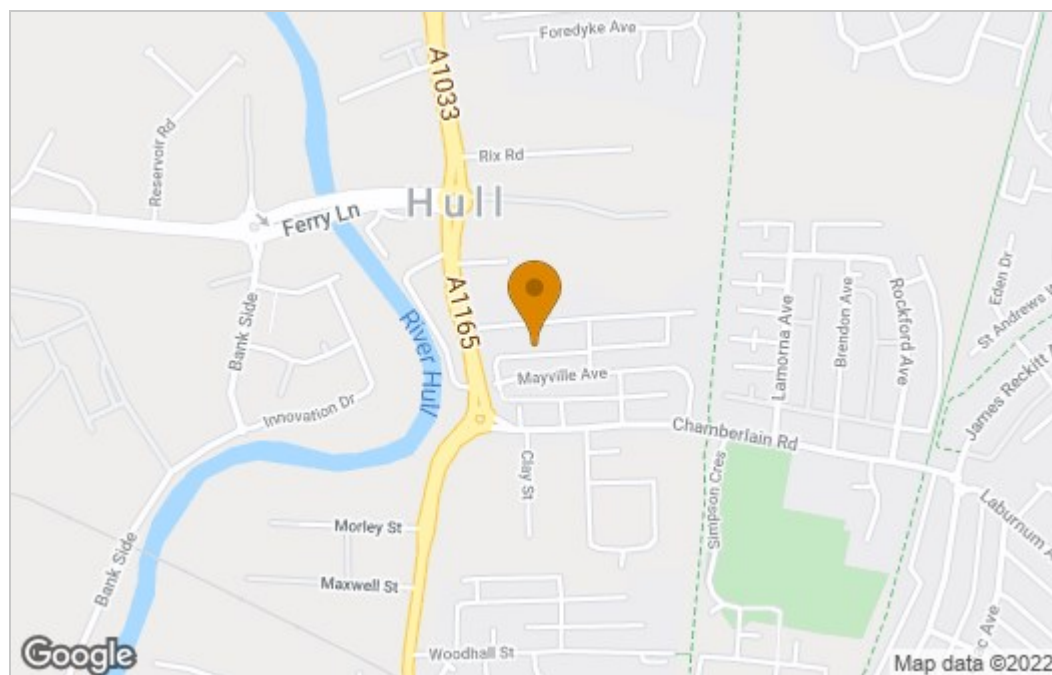 Foredyke Ave
A1033
Reservoir Rd
Rix Rd
Hull
Ferry Ln
Eden Dr
St Andrews W
Rockford Ave
Brendon Ave
Lamorna Ave
A1165
Bank Side
River Hull
Mayville Ave
James Reckitt A
Innovation Dr
Chamberlain Rd
Clay St
Simpson Cres
Laburnum A
Morley St
Bank Side
Maxwell St
Woodhall St
Google
Map data ©2022